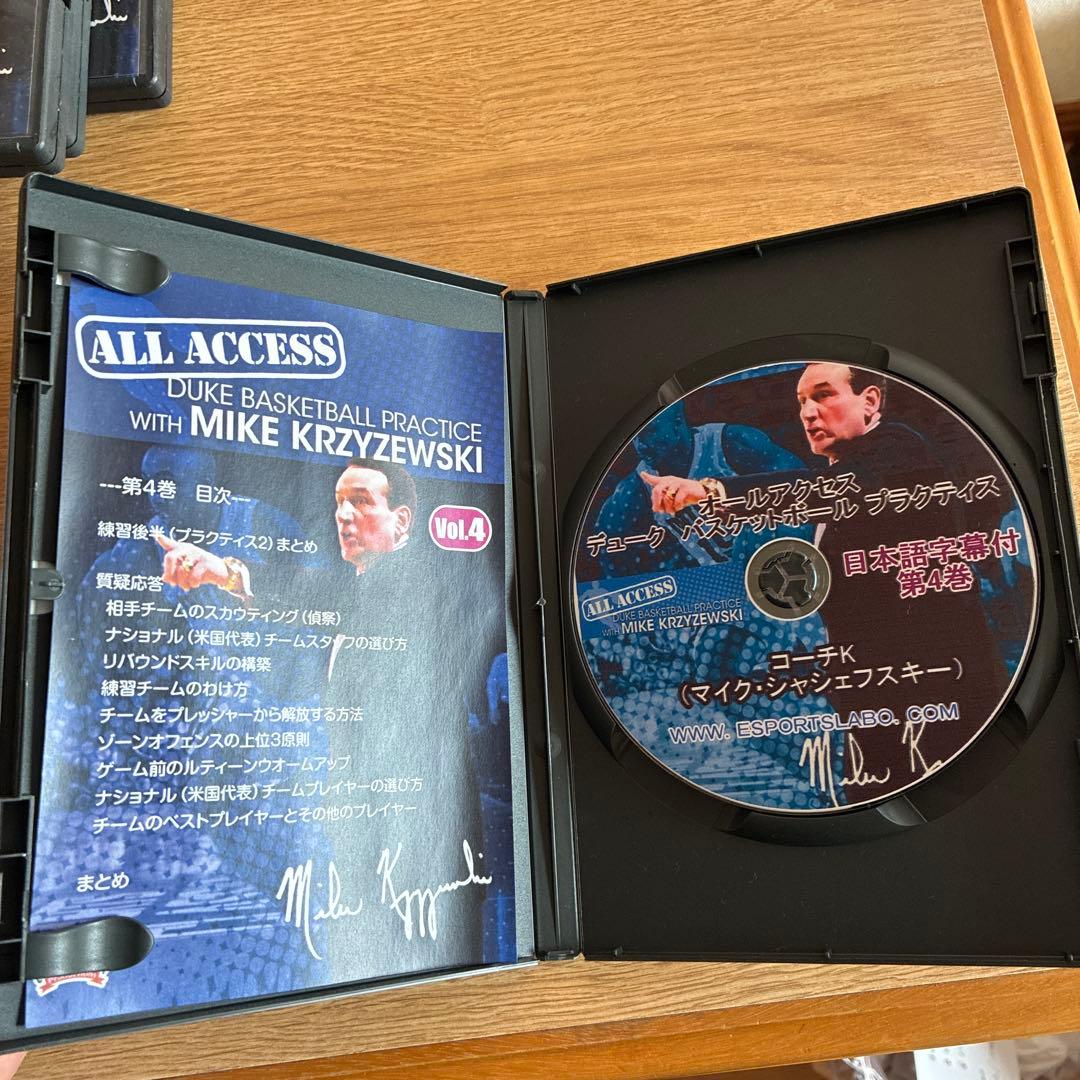 ALL ACCESS
DUKE BASKETBALL PRACTICE
WITH MIKE KRZYZEWSKI
---第4巻 目次---
Vol.4
練習後半(プラクティス2)まとめ
質疑応答
相手チームのスカウティング(偵察)
ナショナル(米国代表)チームスタッフの選び方
リバウンドスキルの構築
練習チームのわけ方
チームをプレッシャーから解放する方法
ゾーンオフェンスの上位3原則
ゲーム前のルティーンウオームアップ
ナショナル(米国代表)チームプレイヤーの選び方
チームのベストプレイヤーとその他のプレイヤー
まとめ
オールアクセス
デューク バスケットボール プラクティス
日本語字幕付
第4巻
ALL ACCESS
DUKE BASKETBALL PRACTICE
WITH MIKE KRZYZEWSKI
コーチK
(マイク・シャシェフスキー)
WWW. ESPORTSLABO. COM